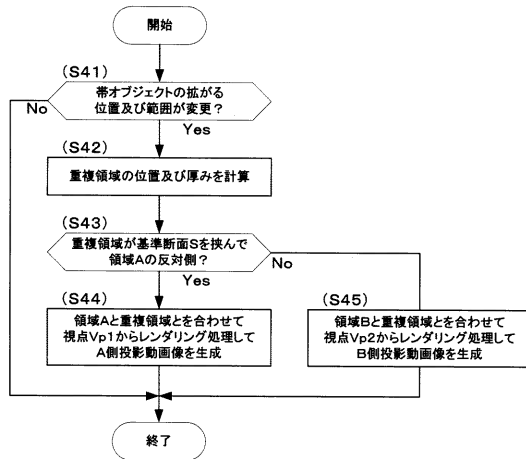 開始
(S41)
帯オブジェクトの拡がる
位置及び範囲が変更?
No
Yes
(S42)
重複領域の位置及び厚みを計算
(S43)
重複領域が基準断面Sを挟んで
領域Aの反対側?
No
Yes
(S44)
領域Aと重複領域とを合わせて
視点Vp1からレンダリング処理して
A側投影動画像を生成
(S45)
領域Bと重複領域とを合わせて
視点Vp2からレンダリング処理して
B側投影動画像を生成
終了